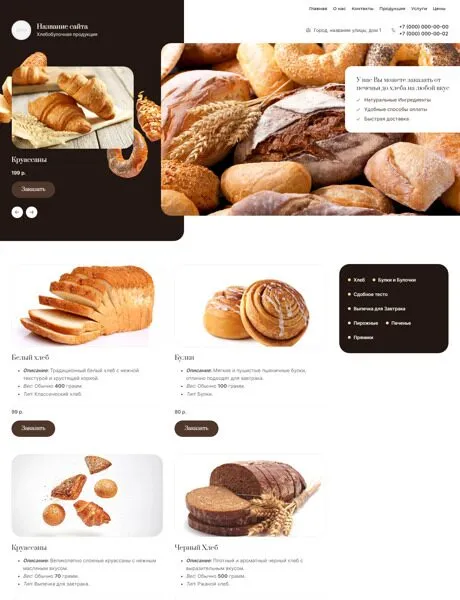 Главная О нас Контакты Продукция Услуги Цены
Название сайта
Хлебобулочная продукция
Город, название улицы, дом 1
+7 (000) 000-00-00
+7 (000) 000-00-02
У нас Вы можете заказать от
печенья до хлеба на любой вкус
Натуральные Ингредиенты
Удобные способы оплаты
Быстрая доставка
Круассаны
199 р.
Заказать
Хлеб Булки и Булочки
Сдобное тесто
Выпечка для Завтрака
Пирожные Печенье
Пряники
Белый хлеб
Описание: Традиционный белый хлеб с нежной
текстурой и хрустящей коркой.
Вес: Обычно 400 грамм.
Тип: Классический хлеб.
99 р.
Заказать
Булки
Описание: Мягкие и пушистые пшеничные булки,
отлично подходят для завтрака.
Вес: Обычно 100 грамм.
Тип: Булки.
80 р.
Заказать
Круассаны
Описание: Великолепно слоеные круассаны с нежным
масляным вкусом.
Вес: Обычно 70 грамм.
Тип: Выпечка для завтрака.
Черный Хлеб
Описание: Плотный и ароматный черный хлеб с
выразительным вкусом.
Вес: Обычно 500 грамм.
Тип: Ржаной хлеб.